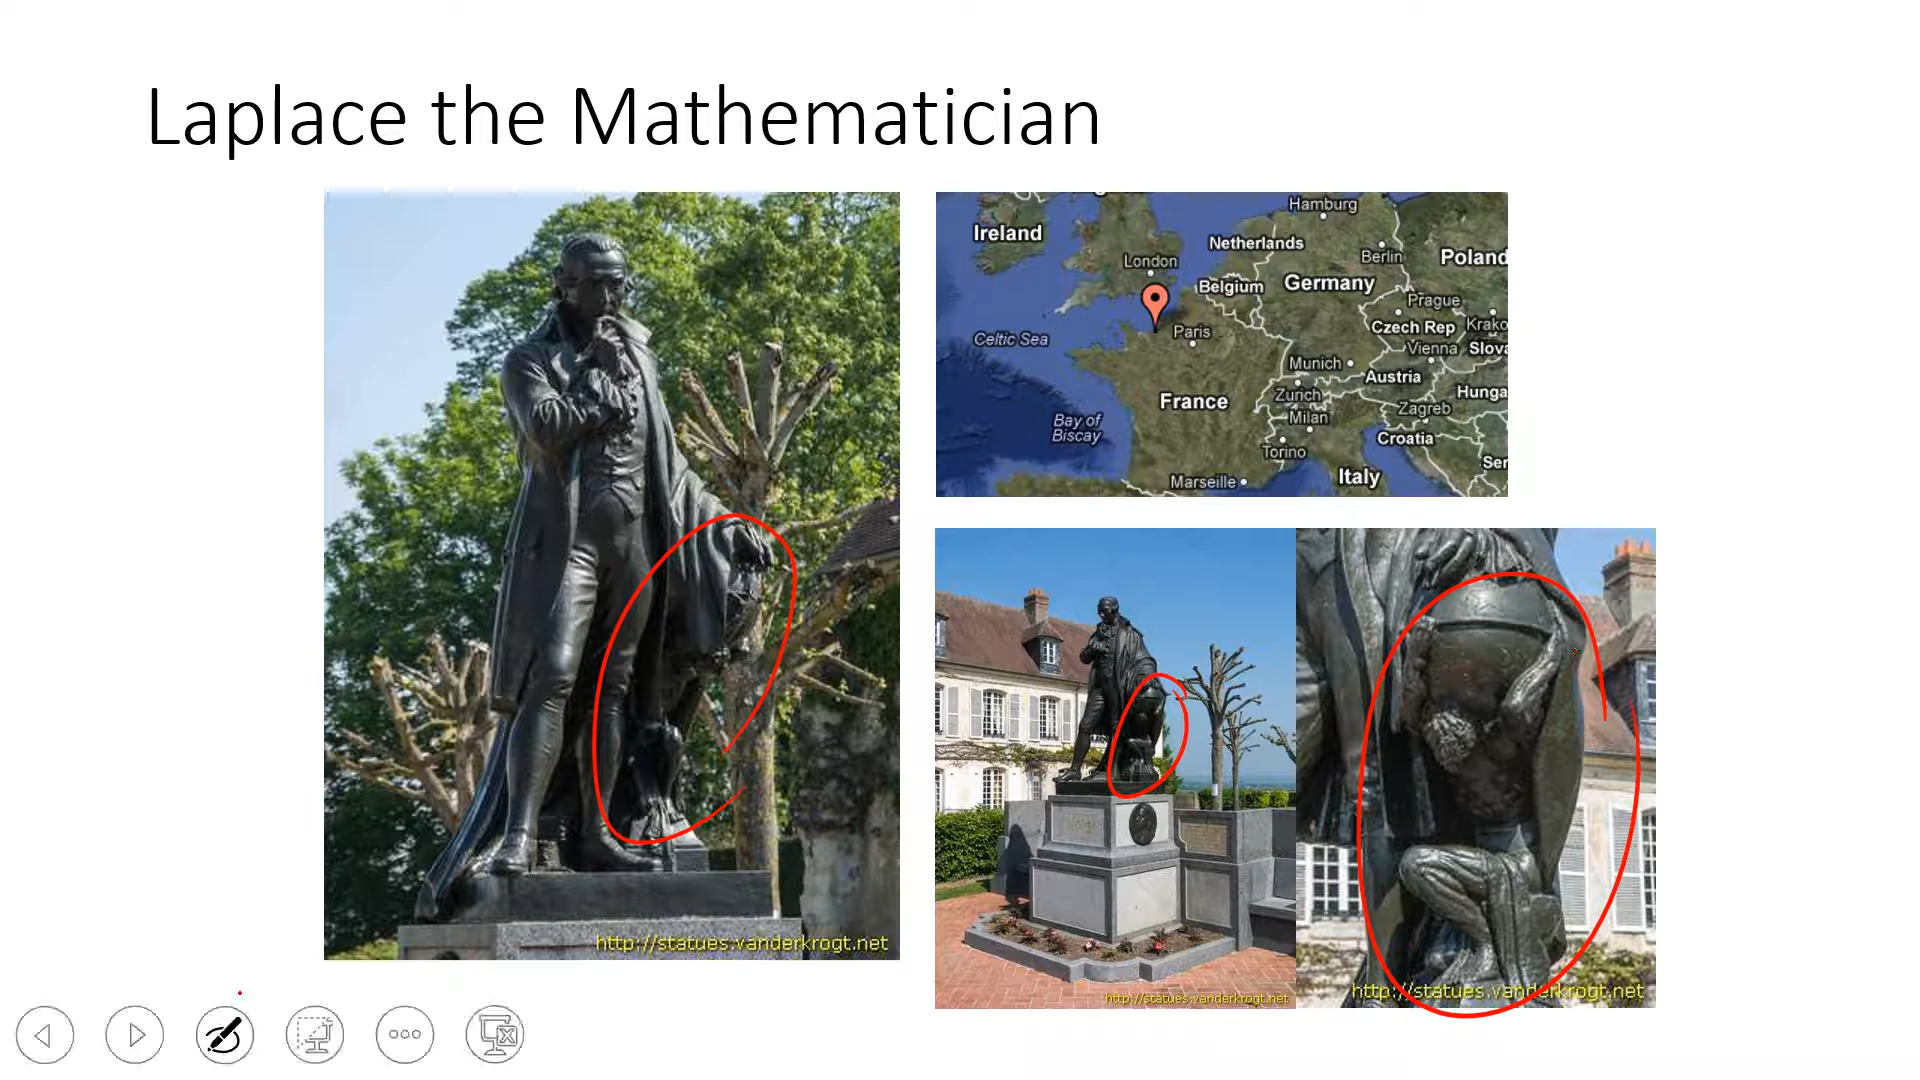 Laplace the Mathematician
http://statues.vanderkrogt.net
Hamburg
Ireland
Netherlands
Berlin
Poland
London
Belgium
Germany
Prague
Celtic Sea
Paris
Czech Rep
Krako
Vienna
Slova
Munich
Austria
France
Zurich
Hunga
Bay of
Biscay
Milan
Zagreb
Croatia
Torino
Ser
Marseille
Italy
http://statues.vanderkrogt.net
http://statues.vanderkrogt.net